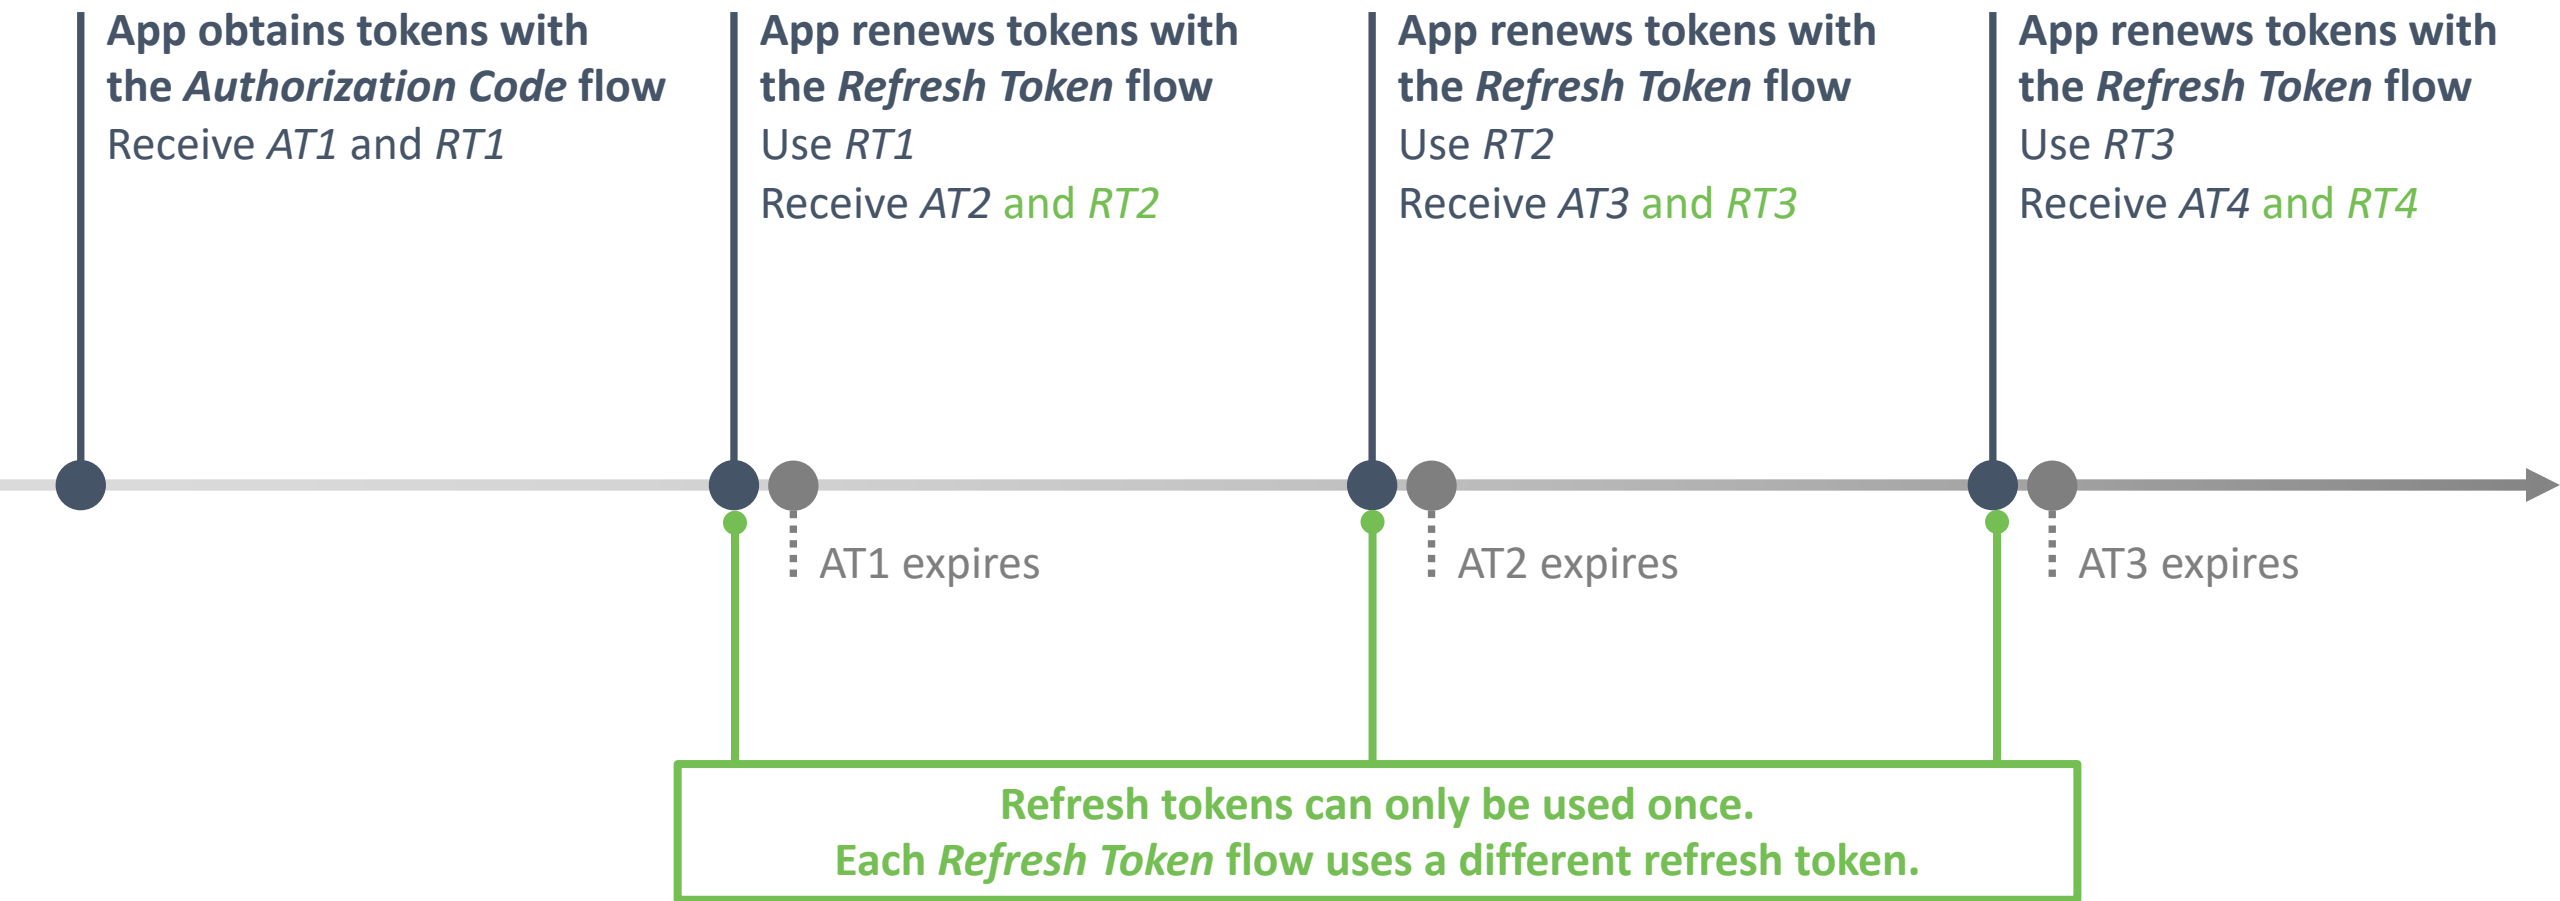 App obtains tokens with
the Authorization Code flow
Receive AT1 and RT1
App renews tokens with
the Refresh Token flow
Use RT1
Receive AT2 and RT2
App renews tokens with
the Refresh Token flow
Use RT2
Receive AT3 and RT3
App renews tokens with
the Refresh Token flow
Use RT3
Receive AT4 and RT4
AT1 expires
AT2 expires
AT3 expires
Refresh tokens can only be used once.
Each Refresh Token flow uses a different refresh token.